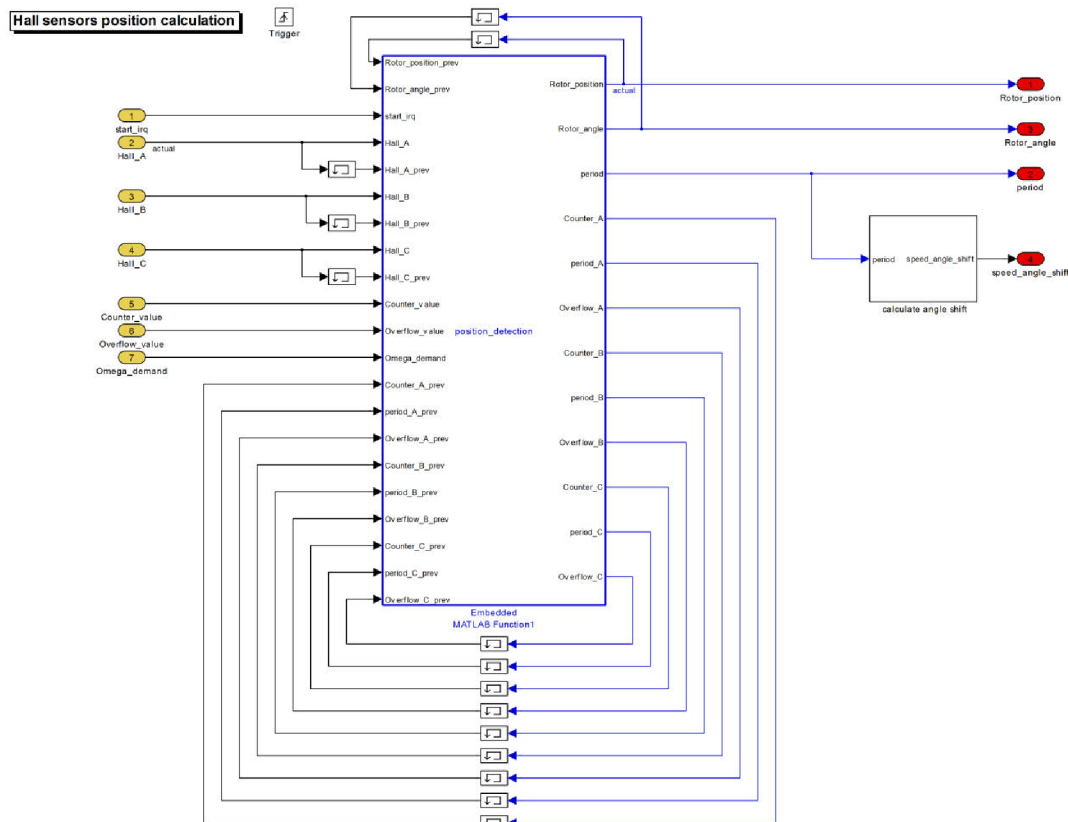 Hall sensors position calculation
Trigger
1
start_irq
2
Hall_A
actual
3
Hall_B
4
Hall_C
5
Counter_value
6
Overflow_value
7
Omega_demand
Rotor_position_prev
Rotor_angle_prev
start_irq
Hall_A
Hall_A_prev
Hall_B
Hall_B_prev
Hall_C
Hall_C_prev
Counter_value
Overflow_value
Omega_demand
Counter_A_prev
period_A_prev
Overflow_A_prev
Counter_B_prev
period_B_prev
Overflow_B_prev
Counter_C_prev
period_C_prev
Overflow_C_prev
position_detection
Rotor_position
actual
Rotor_angle
period
Counter_A
period_A
Overflow_A
Counter_B
period_B
Overflow_B
Counter_C
period_C
Overflow_C
Embedded
MATLAB Function1
1
Rotor_position
3
Rotor_angle
2
period
period
speed_angle_shift
calculate angle shift
4
speed_angle_shift